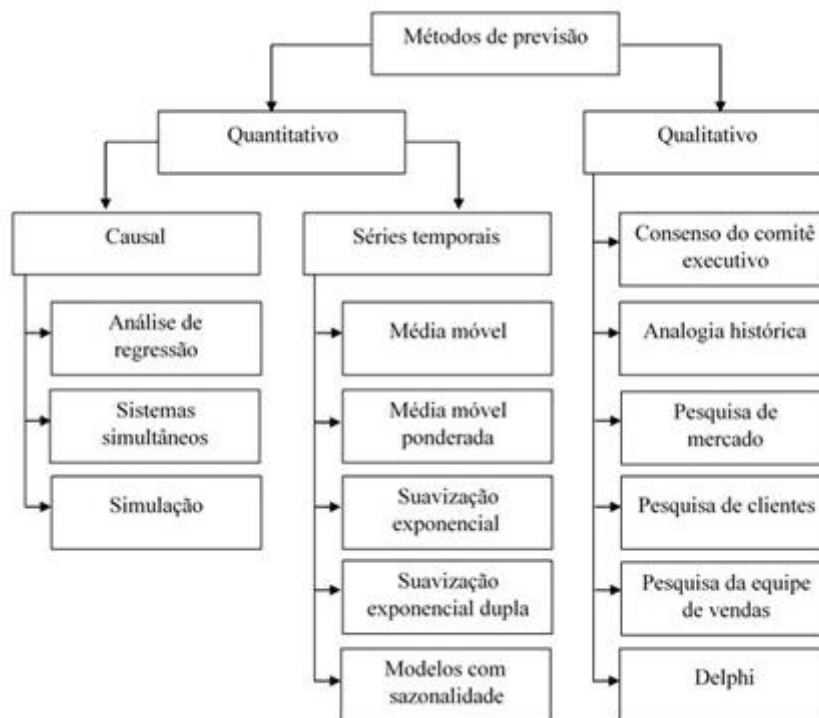 Métodos de previsão
Quantitativo
Qualitativo
Causal
Análise de
regressão
Sistemas
simultâneos
Simulação
Séries temporais
Média móvel
Média móvel
ponderada
Suavização
exponencial
Suavização
exponencial dupla
Modelos com
sazonalidade
Consenso do comitê
executivo
Analogia histórica
Pesquisa de
mercado
Pesquisa de clientes
Pesquisa da equipe
de vendas
Delphi